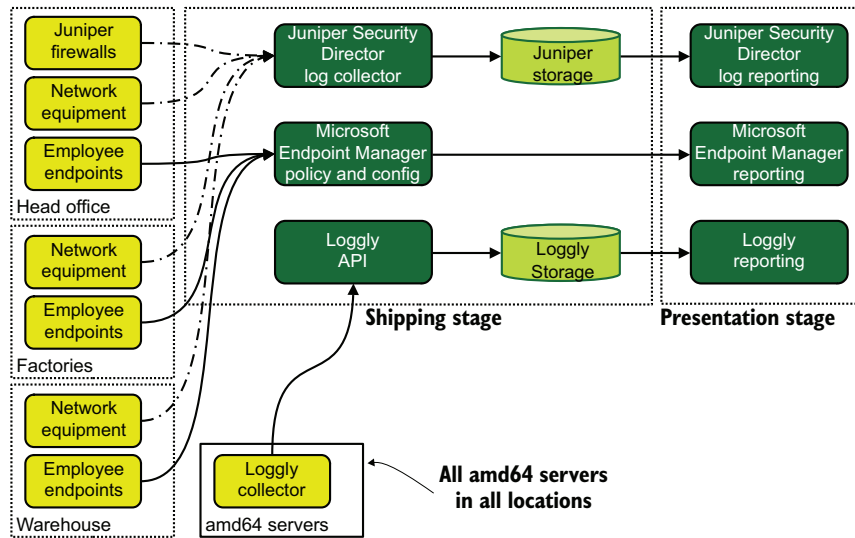 Juniper
firewalls
Network
equipment
Employee
endpoints
Head office
Network
equipment
Employee
endpoints
Factories
Network
equipment
Employee
endpoints
Warehouse
Juniper Security
Director
log collector
Juniper
storage
Microsoft
Endpoint Manager
policy and config
Loggly
API
Loggly
Storage
Shipping stage
Juniper Security
Director
log reporting
Microsoft
Endpoint Manager
reporting
Loggly
reporting
Presentation stage
Loggly
collector
amd64 servers
All amd64 servers
in all locations